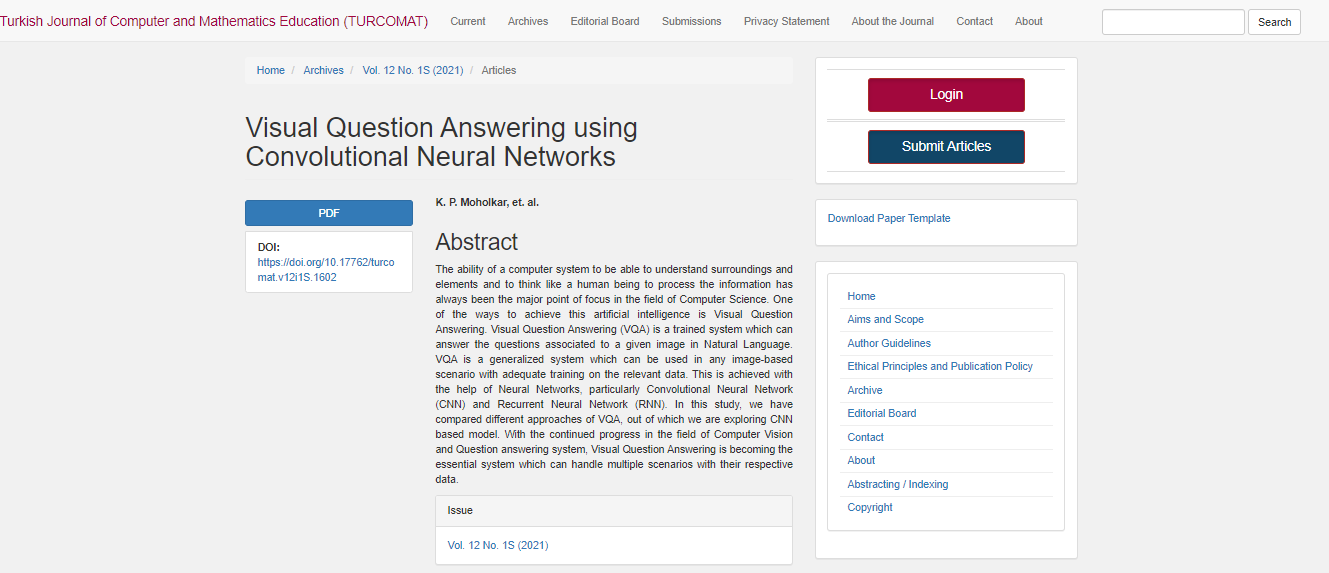 Turkish Journal of Computer and Mathematics Education (TURCOMAT)
Current
Archives
Editorial Board
Submissions
Privacy Statement
About the Journal
Contact
About
Search
Home / Archives / Vol. 12 No. 1S (2021) / Articles
Visual Question Answering using
Convolutional Neural Networks
PDF
DOI:
https://doi.org/10.17762/turco
mat.v12i1S.1602
K. P. Moholkar, et. al.
Abstract
The ability of a computer system to be able to understand surroundings and
elements and to think like a human being to process the information has
always been the major point of focus in the field of Computer Science. One
of the ways to achieve this artificial intelligence is Visual Question
Answering. Visual Question Answering (VQA) is a trained system which can
answer the questions associated to a given image in Natural Language.
VQA is a generalized system which can be used in any image-based
scenario with adequate training on the relevant data. This is achieved with
the help of Neural Networks, particularly Convolutional Neural Network
(CNN) and Recurrent Neural Network (RNN). In this study, we have
compared different approaches of VQA, out of which we are exploring CNN
based model. With the continued progress in the field of Computer Vision
and Question answering system, Visual Question Answering is becoming the
essential system which can handle multiple scenarios with their respective
data.
Issue
Vol. 12 No. 1S (2021)
Login
Submit Articles
Download Paper Template
Home
Aims and Scope
Author Guidelines
Ethical Principles and Publication Policy
Archive
Editorial Board
Contact
About
Abstracting / Indexing
Copyright